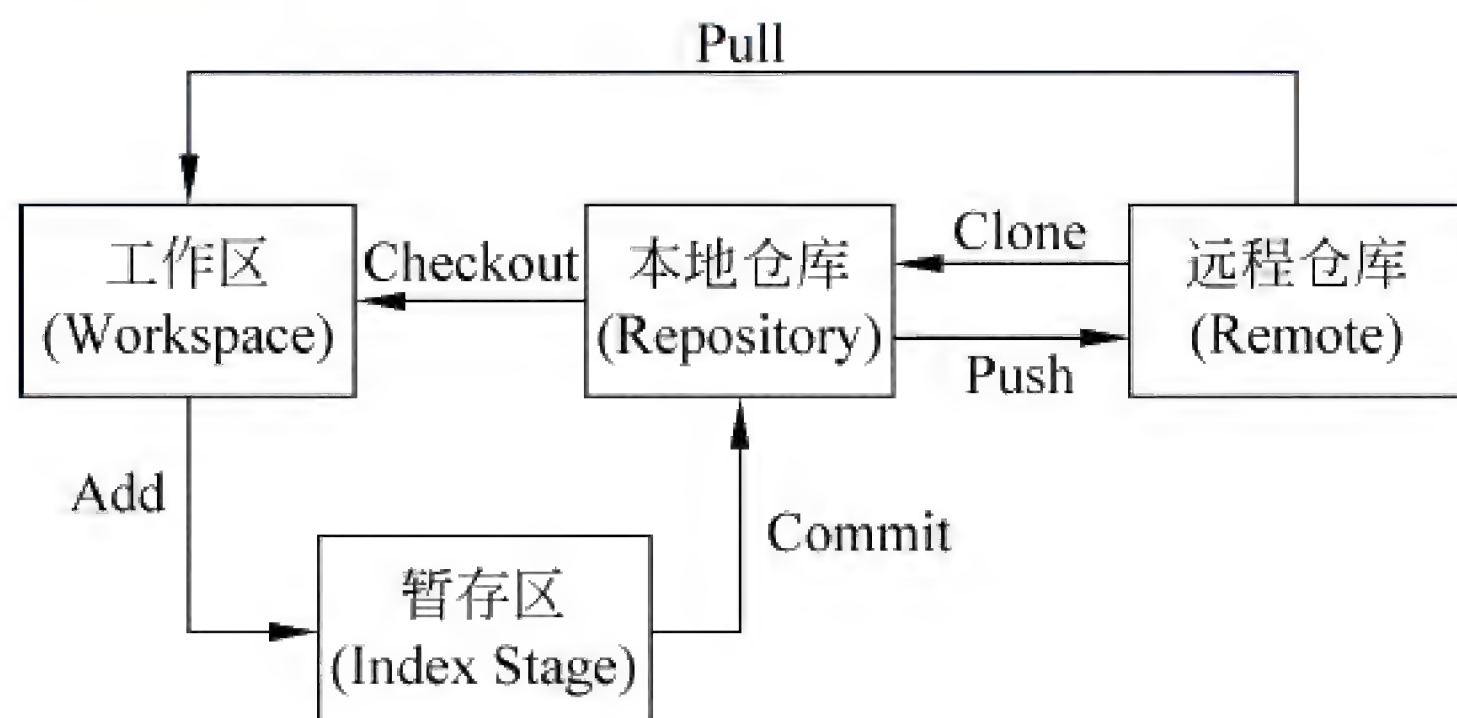 Pull
工作区
(Workspace)
Checkout
本地仓库
(Repository)
Clone
Push
远程仓库
(Remote)
Add
暂存区
(Index Stage)
Commit